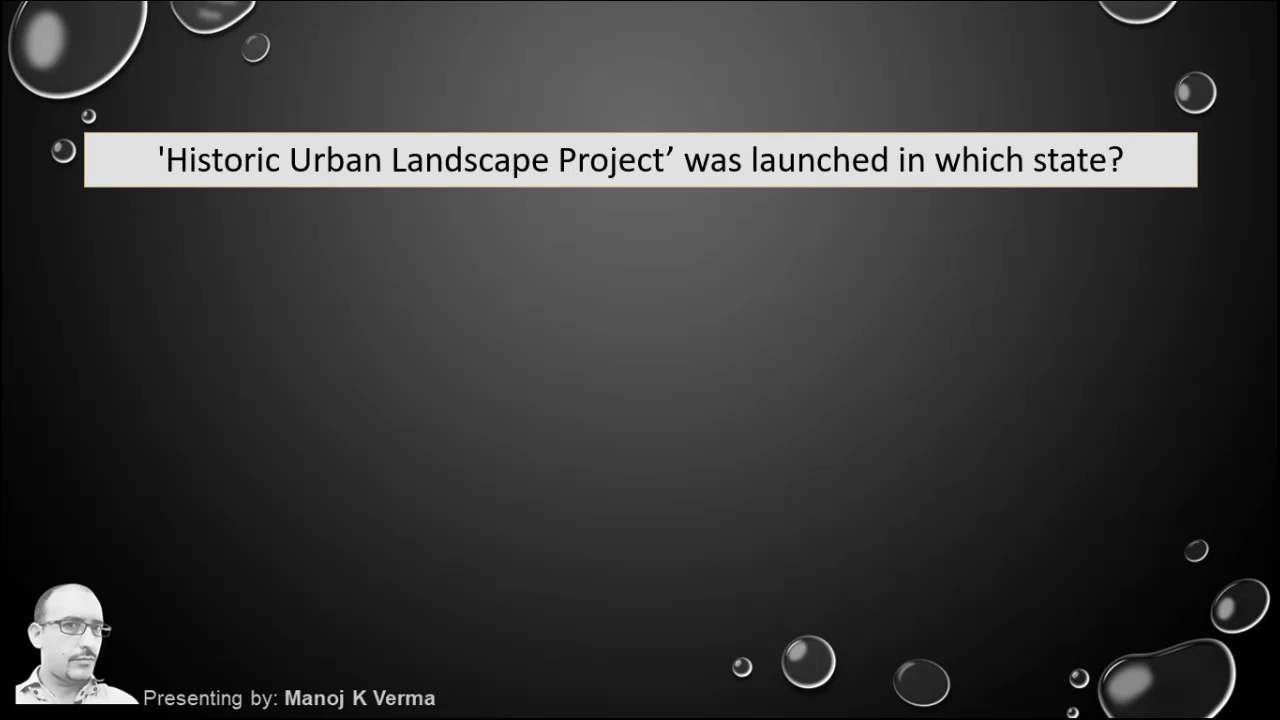 'Historic Urban Landscape Project’ was launched in which state?
Presenting by: Manoj K Verma